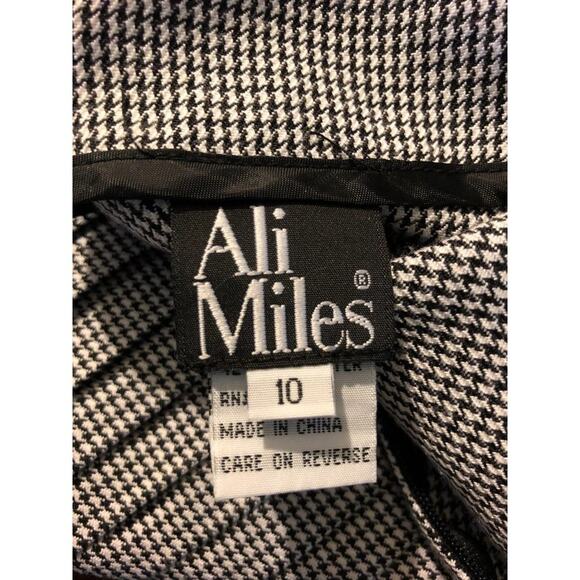 Ali
Miles®
10
MADE IN CHINA
CARE ON REVERSE